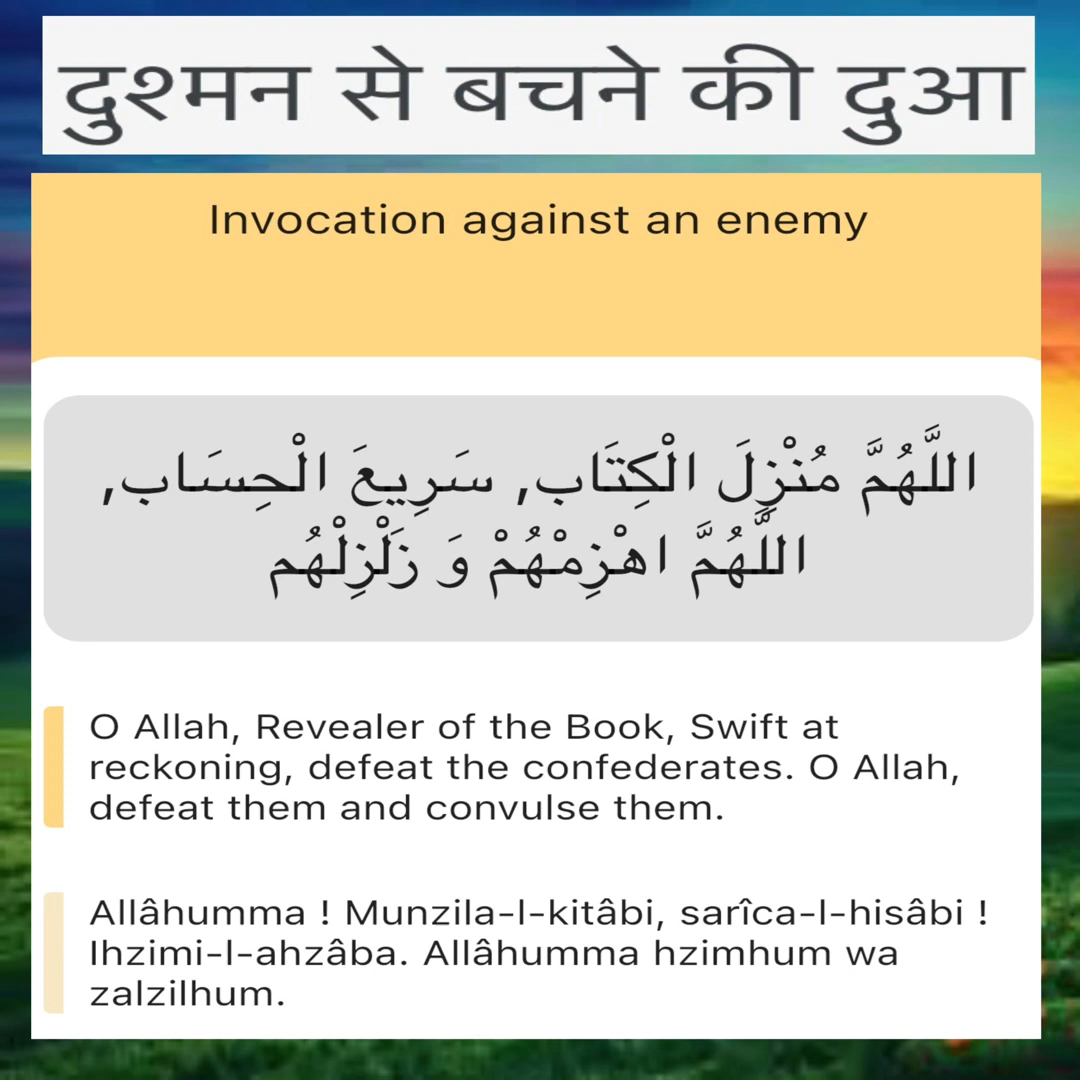 दुश्मन से बचने की दुआ
Invocation against an enemy
اللَّهُمَّ مُنْزِلَ الْكِتَاب, سَرِيعَ الْحِسَاب,
اللَّهُمَّ اهْزِمْهُمْ وَ زَلْزِلْهُم
O Allah, Revealer of the Book, Swift at
reckoning, defeat the confederates. O Allah,
defeat them and convulse them.
Allâhumma ! Munzila-l-kitâbi, sarîca-l-hisâbi !
Ihzimi-l-ahzâba. Allâhumma hzimhum wa
zalzilhum.